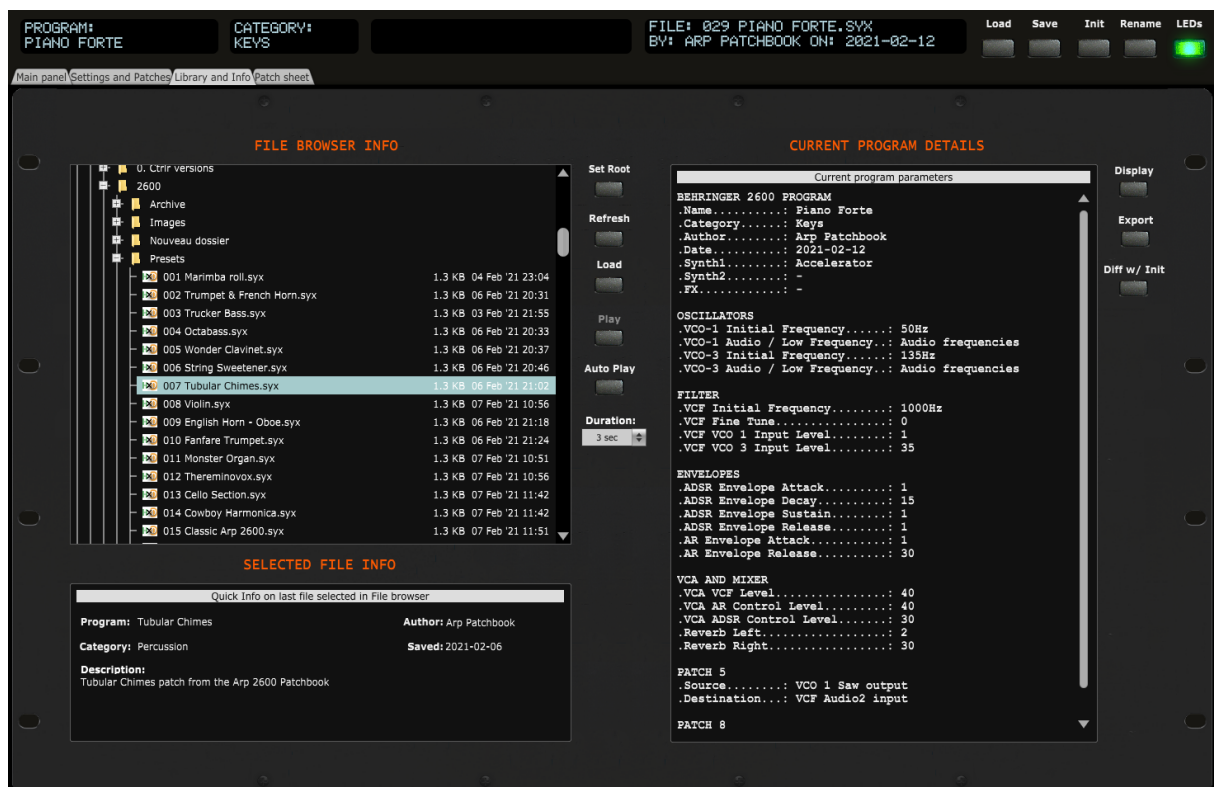 PROGRAM:
PIANO FORTE
CATEGORY:
KEYS
FILE: 029 PIANO FORTE.SYX
BY: ARP PATCHBOOK ON: 2021-02-12
Load Save Init Rename LEDs
Main panel Settings and Patches Library and Info Patch sheet
FILE BROWSER INFO
0. Ctrlr versions
2600
Archive
Images
Nouveau dossier
Presets
001 Marimba roll.syx 1.3 KB 04 Feb '21 23:04
002 Trumpet & French Horn.syx 1.3 KB 06 Feb '21 20:31
003 Trucker Bass.syx 1.3 KB 03 Feb '21 21:55
004 Octabass.syx 1.3 KB 06 Feb '21 20:33
005 Wonder Clavinet.syx 1.3 KB 06 Feb '21 20:37
006 String Sweetener.syx 1.3 KB 06 Feb '21 20:46
007 Tubular Chimes.syx 1.3 KB 06 Feb '21 21:02
008 Violin.syx 1.3 KB 07 Feb '21 10:56
009 English Horn - Oboe.syx 1.3 KB 06 Feb '21 21:18
010 Fanfare Trumpet.syx 1.3 KB 06 Feb '21 21:24
011 Monster Organ.syx 1.3 KB 07 Feb '21 10:51
012 Thereminovox.syx 1.3 KB 07 Feb '21 10:56
013 Cello Section.syx 1.3 KB 07 Feb '21 11:42
014 Cowboy Harmonica.syx 1.3 KB 07 Feb '21 11:42
015 Classic Arp 2600.syx 1.3 KB 07 Feb '21 11:51
Set Root
Refresh
Load
Play
Auto Play
Duration:
3 sec
SELECTED FILE INFO
Quick Info on last file selected in File browser
Program: Tubular Chimes Author: Arp Patchbook
Category: Percussion Saved: 2021-02-06
Description:
Tubular Chimes patch from the Arp 2600 Patchbook
CURRENT PROGRAM DETAILS
Current program parameters
BEHRINGER 2600 PROGRAM
.Name..........: Piano Forte
.Category......: Keys
.Author........: Arp Patchbook
.Date..........: 2021-02-12
.Synth1........: Accelerator
.Synth2........: -
.FX............: -
OSCILLATORS
.VCO-1 Initial Frequency......: 50Hz
.VCO-1 Audio / Low Frequency..: Audio frequencies
.VCO-3 Initial Frequency......: 135Hz
.VCO-3 Audio / Low Frequency..: Audio frequencies
FILTER
.VCF Initial Frequency........: 1000Hz
.VCF Fine Tune................: 0
.VCF VCO 1 Input Level........: 1
.VCF VCO 3 Input Level........: 35
ENVELOPES
.ADSR Envelope Attack.........: 1
.ADSR Envelope Decay..........: 15
.ADSR Envelope Sustain........: 1
.ADSR Envelope Release........: 1
.AR Envelope Attack...........: 1
.AR Envelope Release..........: 30
VCA AND MIXER
.VCA VCF Level................: 40
.VCA AR Control Level.........: 40
.VCA ADSR Control Level.......: 30
.Reverb Left..................: 2
.Reverb Right.................: 30
PATCH 5
.Source........: VCO 1 Saw output
.Destination...: VCF Audio2 input
PATCH 8
Display
Export
Diff w/ Init